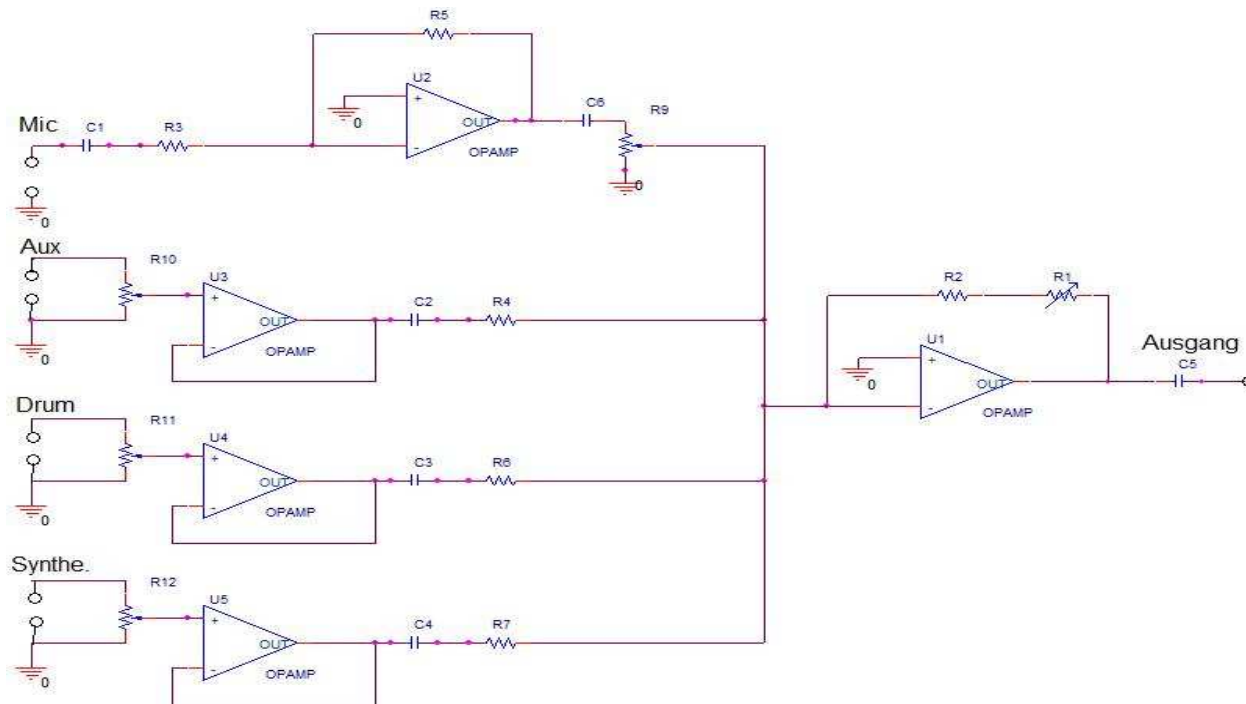 R5
U2
+
OUT
-
OPAMP
0
C6
R9
0
Mic
C1
R3
0
Aux
R10
U3
+
OUT
-
OPAMP
C2
R4
0
R2
R1
U1
+
OUT
-
OPAMP
0
Ausgang
C5
Drum
R11
U4
+
OUT
-
OPAMP
C3
R6
0
Synthe.
R12
U5
+
OUT
-
OPAMP
C4
R7
0